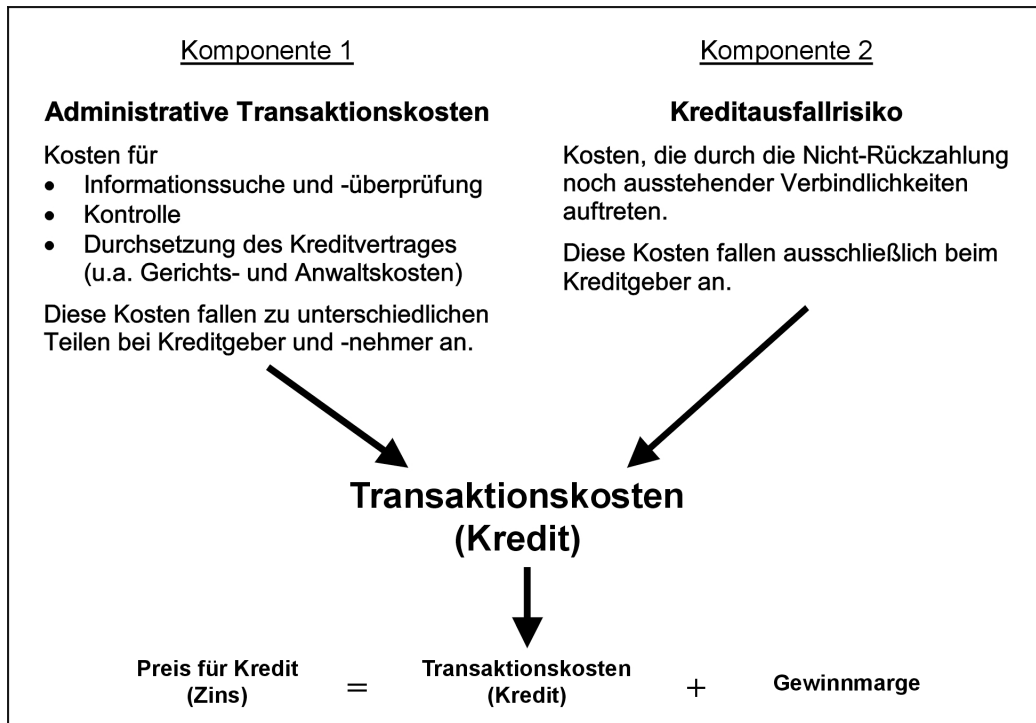 Komponente 1
Administrative Transaktionskosten
Kosten für
• Informationssuche und -überprüfung
• Kontrolle
• Durchsetzung des Kreditvertrages
(u.a. Gerichts- und Anwaltskosten)
Diese Kosten fallen zu unterschiedlichen
Teilen bei Kreditgeber und -nehmer an.
Komponente 2
Kreditausfallrisiko
Kosten, die durch die Nicht-Rückzahlung
noch ausstehender Verbindlichkeiten
auftreten.
Diese Kosten fallen ausschließlich beim
Kreditgeber an.
Transaktionskosten
(Kredit)
Preis für Kredit
(Zins)
=
Transaktionskosten
(Kredit)
+
Gewinnmarge